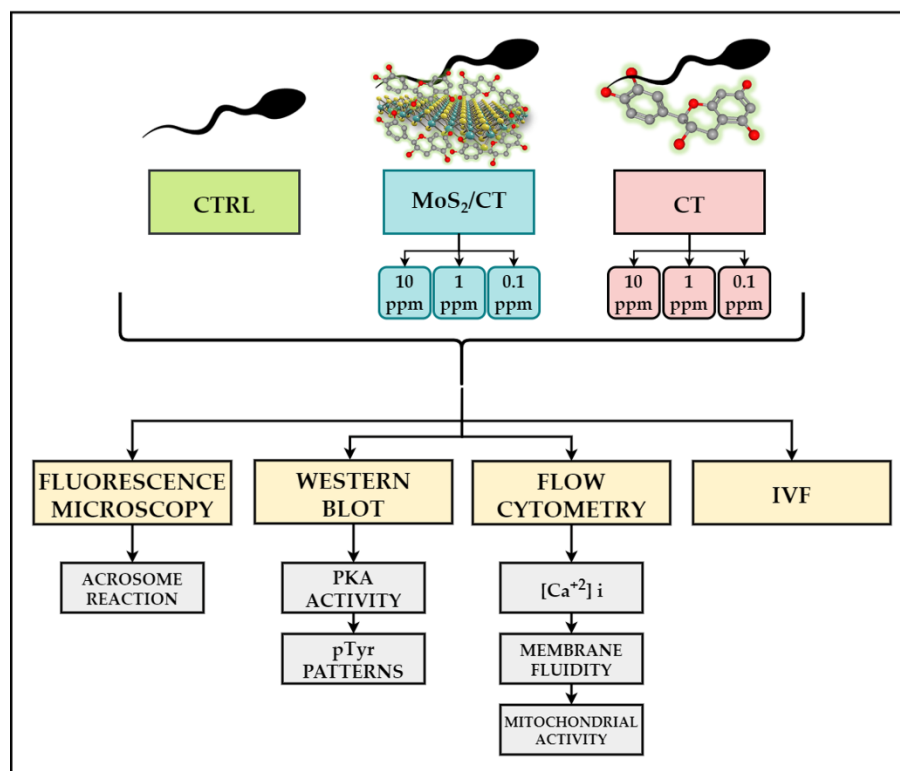 CTRL
MoS₂/CT
CT
10
ppm
1
ppm
0.1
ppm
10
ppm
1
ppm
0.1
ppm
FLUORESCENCE
MICROSCOPY
WESTERN
BLOT
FLOW
CYTOMETRY
IVF
ACROSOME
REACTION
PKA
ACTIVITY
pTyr
PATTERNS
[Ca⁺²] i
MEMBRANE
FLUIDITY
MITOCHONDRIAL
ACTIVITY